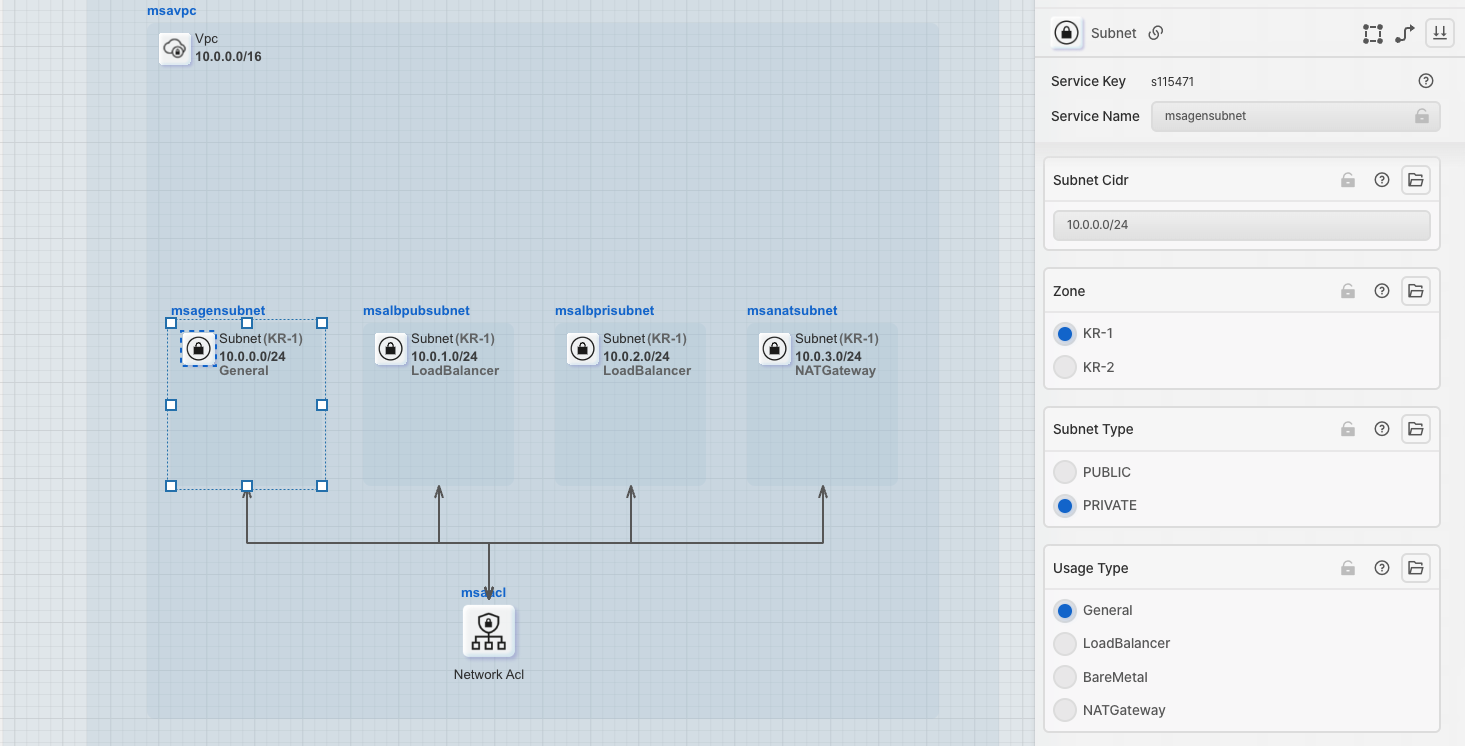 msavpc
Vpc
10.0.0.0/16
msagensubnet
Subnet (KR-1)
10.0.0.0/24
General
msalbpubsubnet
Subnet (KR-1)
10.0.1.0/24
LoadBalancer
msalbprisubnet
Subnet (KR-1)
10.0.2.0/24
LoadBalancer
msanatsubnet
Subnet (KR-1)
10.0.3.0/24
NATGateway
Network Acl
Subnet
Service Key s115471
Service Name msagensubnet
Subnet Cidr
10.0.0.0/24
Zone
KR-1
KR-2
Subnet Type
PUBLIC
PRIVATE
Usage Type
General
LoadBalancer
BareMetal
NATGateway